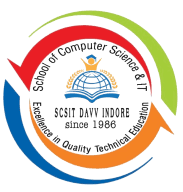 School of Computer Science & IT
SCSIT DAVV INDORE
since 1986
Excellence in Quality Technical Education